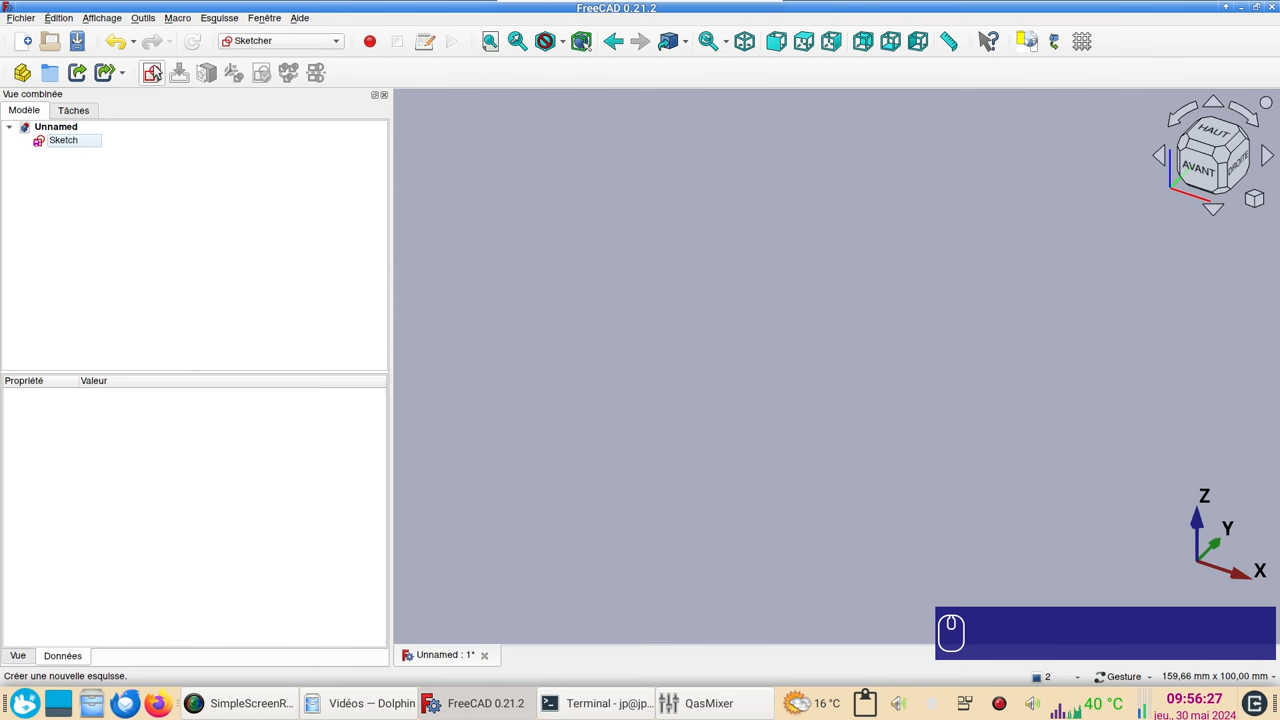 FreeCAD 0.21.2
Fichier Édition Affichage Outils Macro Esquisse Fenêtre Aide
Sketcher
Vue combinée
Modèle Tâches
Unnamed
Sketch
HAUT
AVANT
DROITE
Propriété Valeur
Z
Y
X
Vue Données
Unnamed : 1*
Créer une nouvelle esquisse.
2 Gesture 159,66 mm x 100,00 mm
SimpleScreenR... Vidéos — Dolphin FreeCAD 0.21.2 Terminal - jp@jp... QasMixer 16 °C 40 °C 09:56:27
jeu., 30 mai 2024